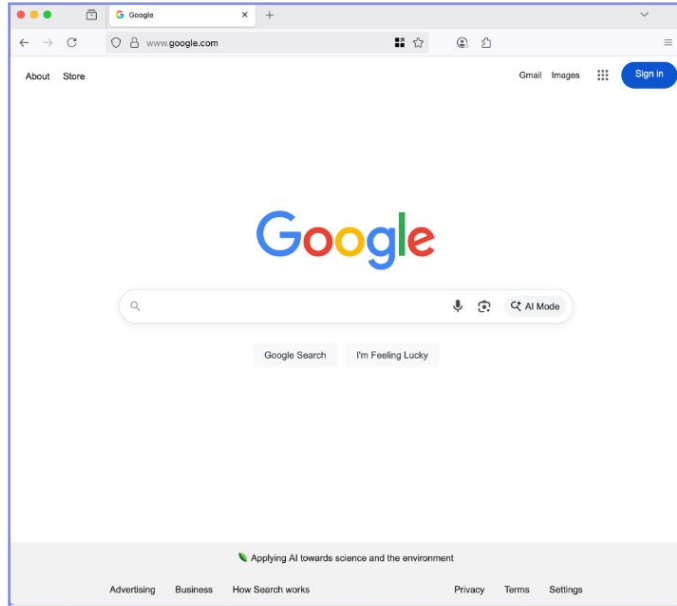 Google
www.google.com
About Store
Gmail Images
Sign in
Google
AI Mode
Google Search I'm Feeling Lucky
Applying AI towards science and the environment
Advertising Business How Search works
Privacy Terms Settings